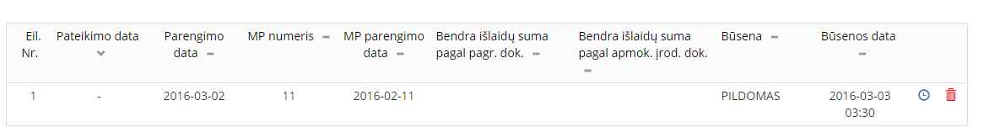 Eil. Nr.
Pateikimo data
Parengimo data
MP numeris
MP parengimo data
Bendra išlaidų suma pagal pagr. dok.
Bendra išlaidų suma pagal apmok. įrod. dok.
Būsena
Būsenos data
1
-
2016-03-02
11
2016-02-11
PILDOMAS
2016-03-03 03:30